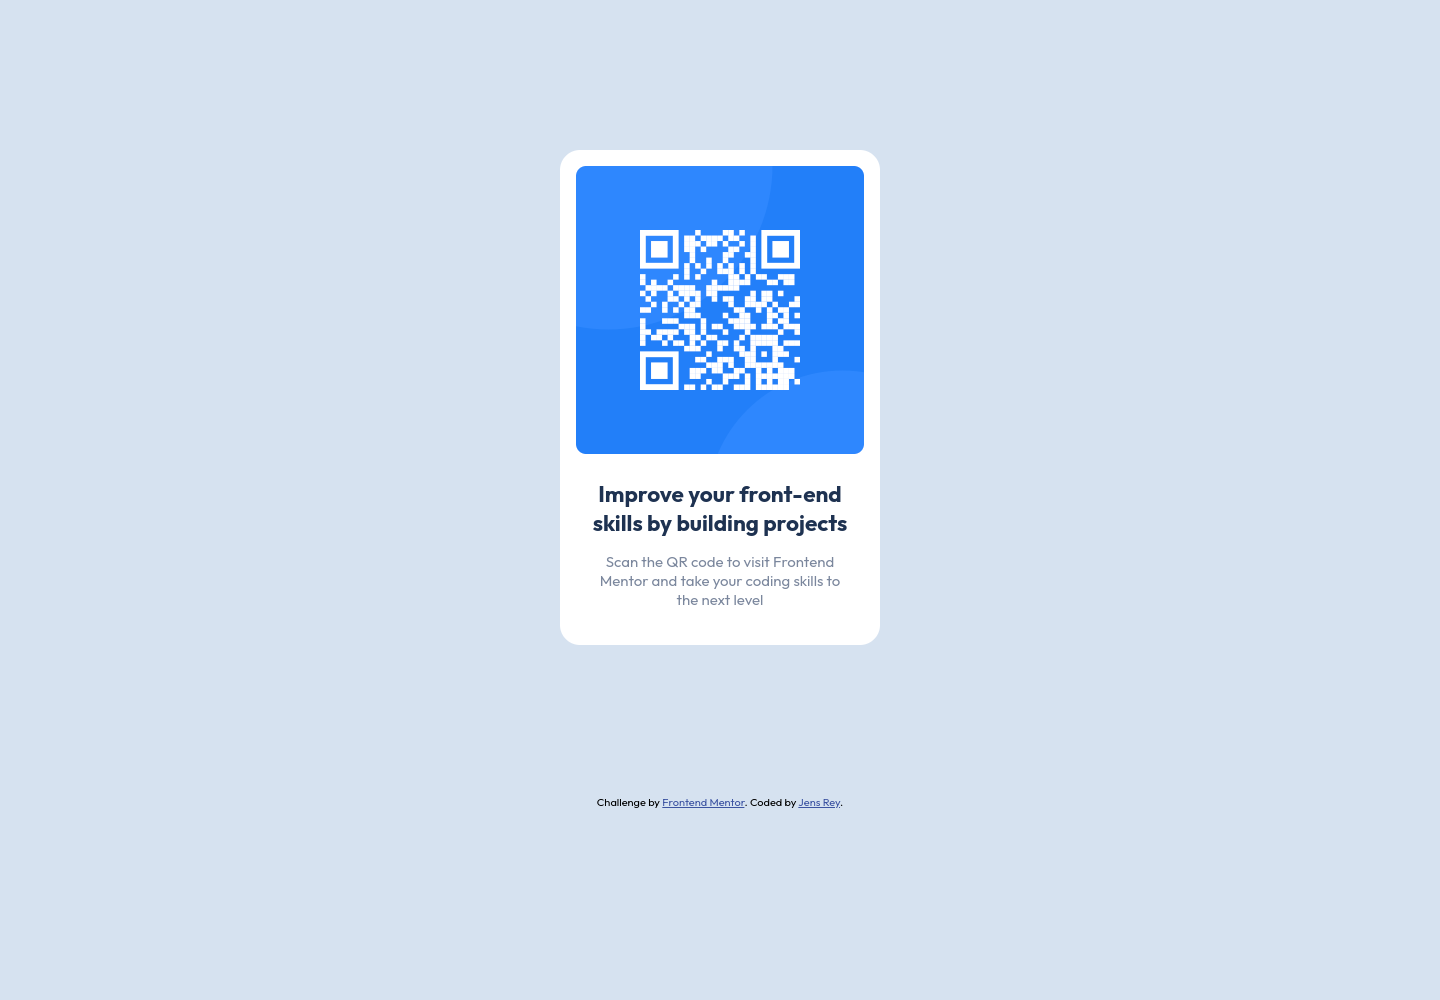 Improve your front-end
skills by building projects
Scan the QR code to visit Frontend
Mentor and take your coding skills to
the next level
Challenge by Frontend Mentor. Coded by Jens Rey.